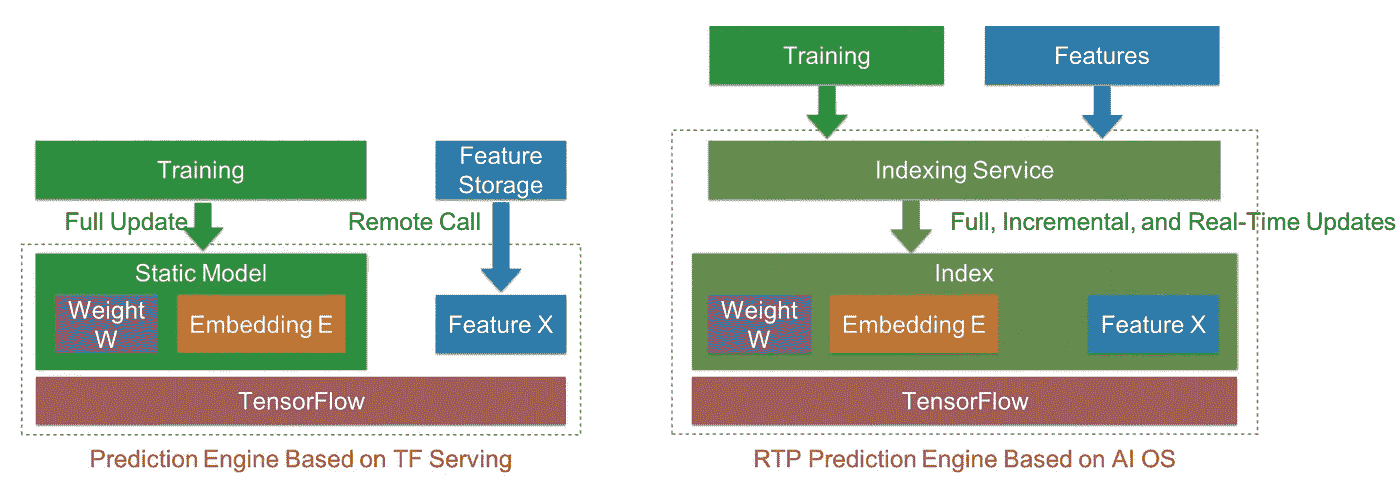 Training
Feature
Storage
Full Update
Remote Call
Static Model
Weight
W
Embedding E
Feature X
TensorFlow
Prediction Engine Based on TF Serving
Training
Features
Indexing Service
Full, Incremental, and Real-Time Updates
Index
Weight
W
Embedding E
Feature X
TensorFlow
RTP Prediction Engine Based on AI OS